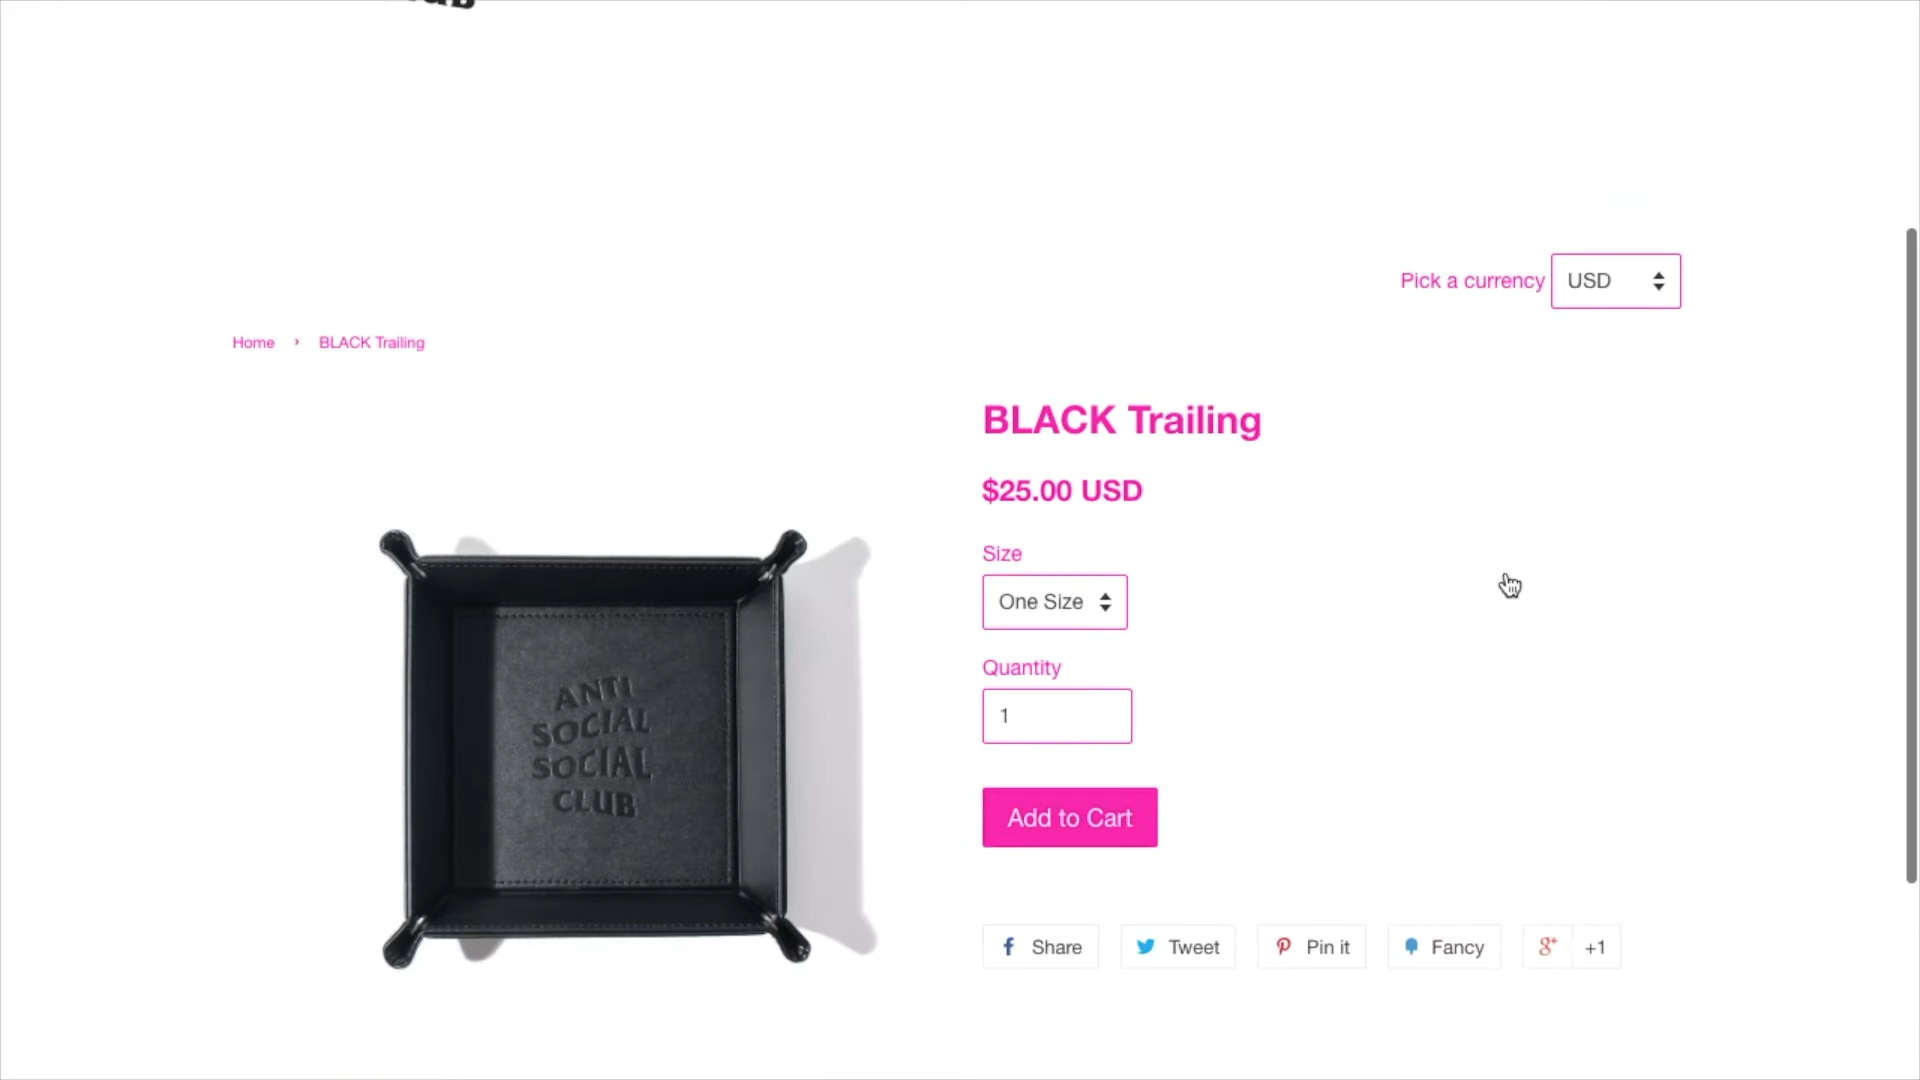 Pick a currency USD
Home › BLACK Trailing
BLACK Trailing
$25.00 USD
Size
One Size
Quantity
1
Add to Cart
Share Tweet Pin it Fancy g+ +1
ANTI
SOCIAL
SOCIAL
CLUB